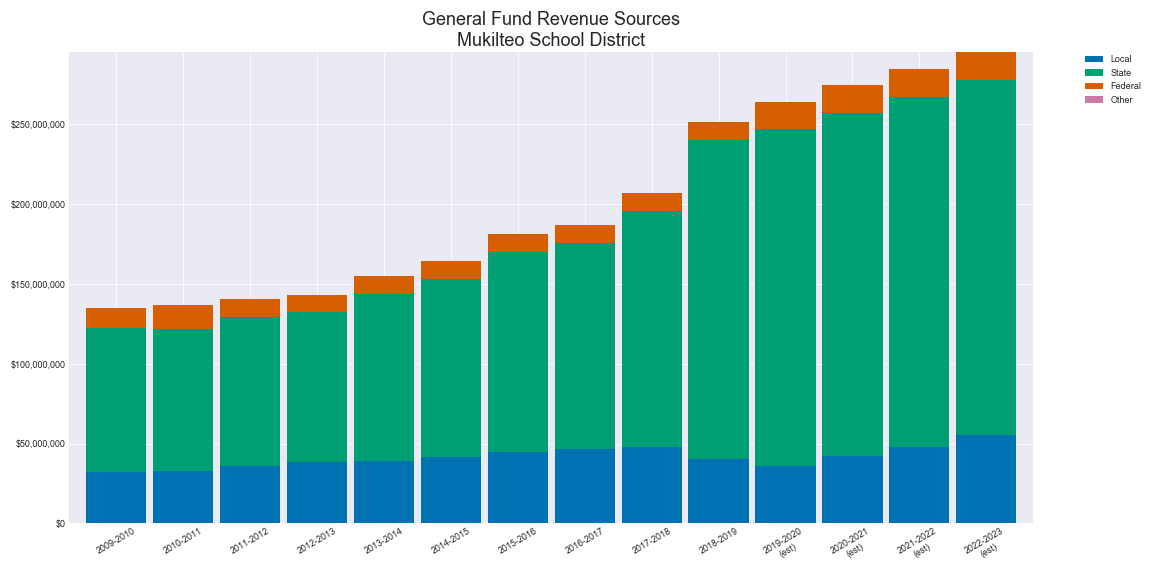 General Fund Revenue Sources
Mukilteo School District
Local
State
Federal
Other
$250,000,000
$200,000,000
$150,000,000
$100,000,000
$50,000,000
$0
2009-2010
2010-2011
2011-2012
2012-2013
2013-2014
2014-2015
2015-2016
2016-2017
2017-2018
2018-2019
2019-2020
(est)
2020-2021
(est)
2021-2022
(est)
2022-2023
(est)